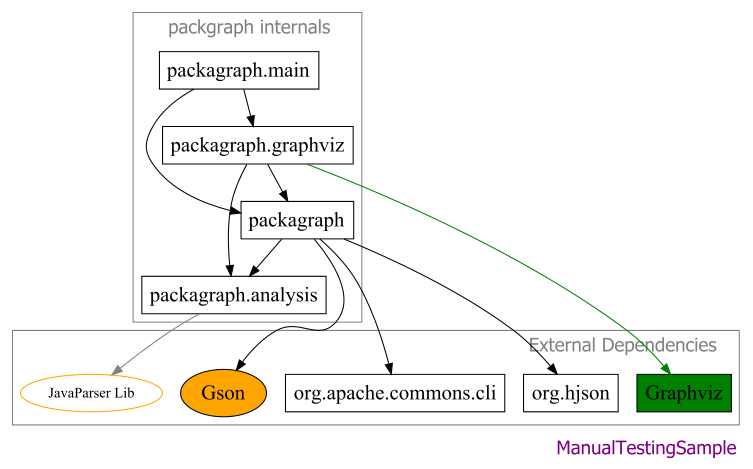 packgraph internals
packagraph.main
packagraph.graphviz
packagraph
packagraph.analysis
External Dependencies
JavaParser Lib
Gson
org.apache.commons.cli
org.hjson
Graphviz
ManualTestingSample